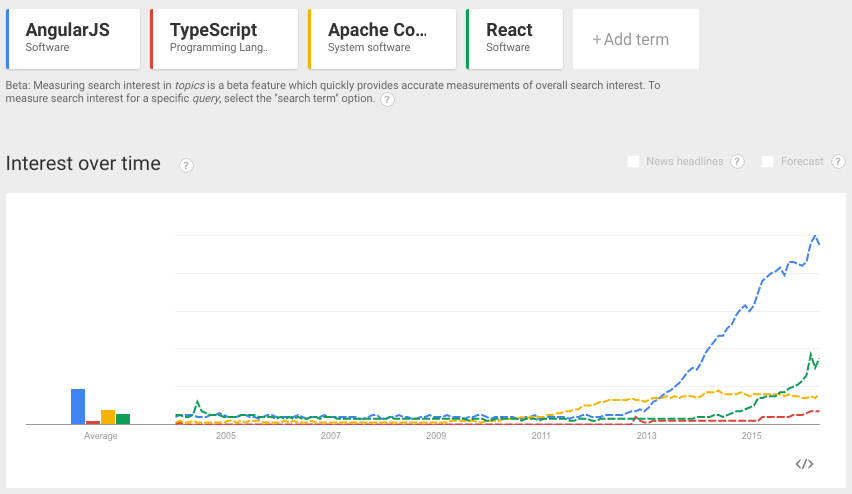 AngularJS
Software
TypeScript
Programming Lang..
Apache Co...
System software
React
Software
+Add term
Beta: Measuring search interest in topics is a beta feature which quickly provides accurate measurements of overall search interest. To
measure search interest for a specific query, select the "search term" option. ?
Interest over time ?
News headlines ?
Forecast ?
Average
2005
2007
2009
2011
2013
2015
</>